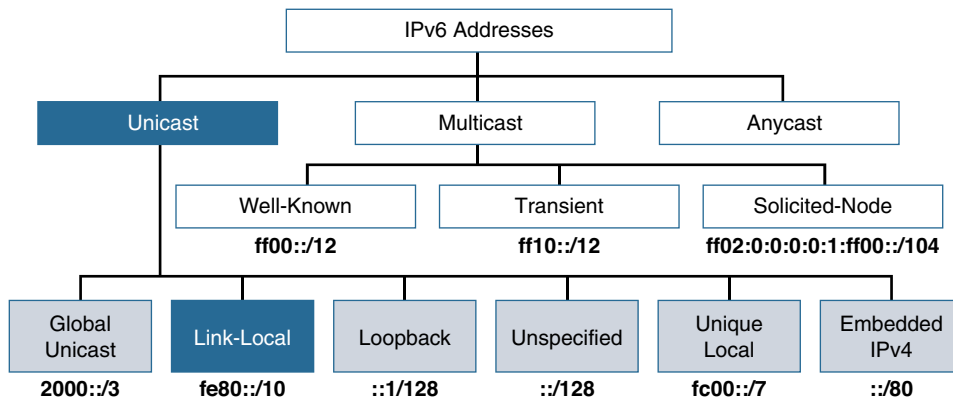 IPv6 Addresses
Unicast
Multicast
Anycast
Well-Known
Transient
Solicited-Node
ff00::/12
ff10::/12
ff02:0:0:0:0:1:ff00::/104
Global
Unicast
Link-Local
Loopback
Unspecified
Unique
Local
Embedded
IPv4
2000::/3
fe80::/10
::1/128
::/128
fc00::/7
::/80